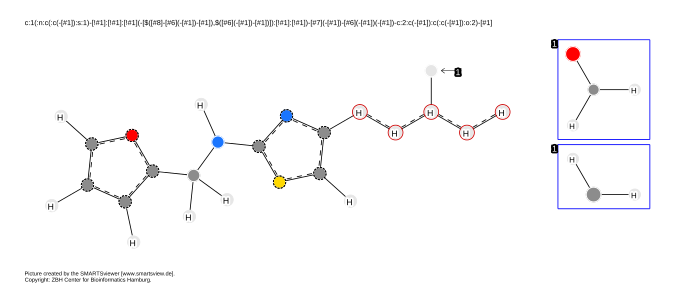 c:1(:n:c(:c(-[#1]):s:1)-[!#1]:[!#1]:[!#1](-[$([#8]-[#6](-[#1])-[#1]),$([#6](-[#1])-[#1])]):[!#1]:[!#1])-[#7](-[#1])-[#6](-[#1])(-[#1])-c:2:c(-[#1]):c(:c(-[#1]):o:2)-[#1]
1
H
H
1
H
H H H H H
H
H
1
H
H
H
H
H
H
H
Picture created by the SMARTSviewer [www.smartsview.de].
Copyright: ZBH Center for Bioinformatics Hamburg.